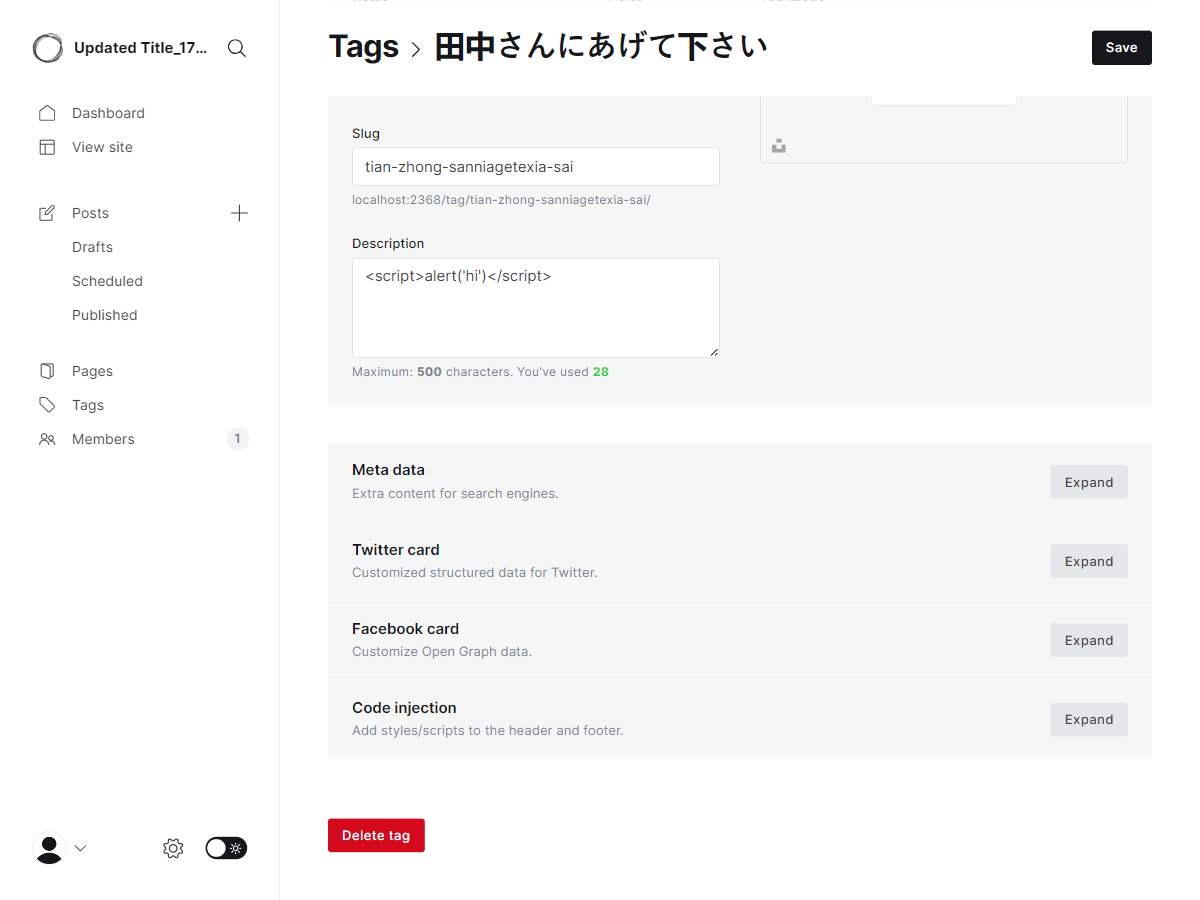 Updated Title_17...
Dashboard
View site
Posts
Drafts
Scheduled
Published
Pages
Tags
Members
1
Tags
田中さんにあげて下さい
Save
Slug
tian-zhong-sanniagetexia-sai
localhost:2368/tag/tian-zhong-sanniagetexia-sai/
Description
<script>alert('hi')</script>
Maximum: 500 characters. You've used 28
Meta data
Extra content for search engines.
Expand
Twitter card
Customized structured data for Twitter.
Expand
Facebook card
Customize Open Graph data.
Expand
Code injection
Add styles/scripts to the header and footer.
Expand
Delete tag